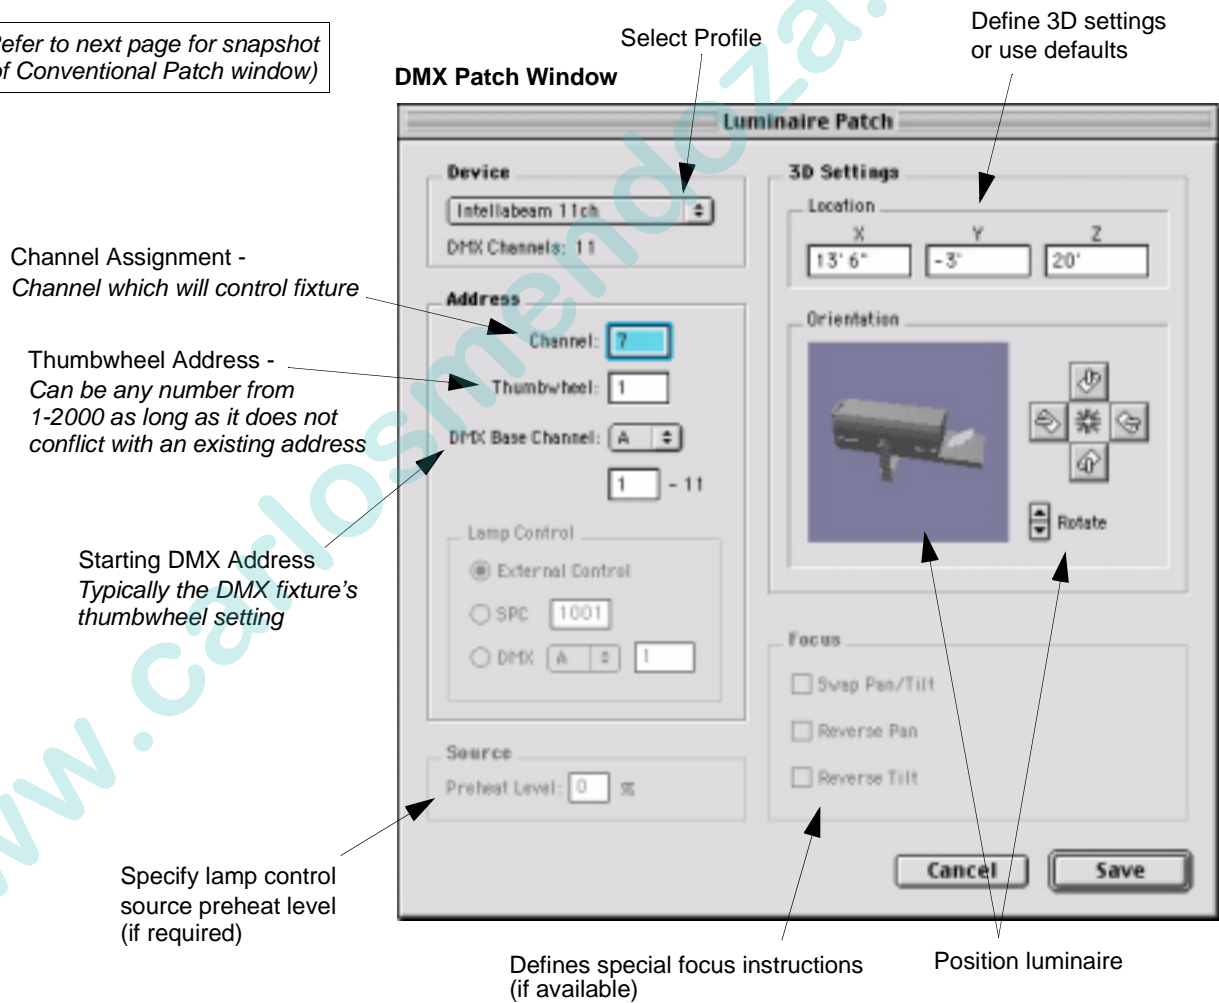 efer to next page for snapshot
of Conventional Patch window)
Select Profile
Define 3D settings
or use defaults
DMX Patch Window
Luminaire Patch
Device
Intellabeam 11ch
DMX Channels: 11
3D Settings
Location
X Y Z
13' 6" -3' 20'
Channel Assignment -
Channel which will control fixture
Address
Channel: 7
Thumbwheel Address -
Can be any number from
1-2000 as long as it does not
conflict with an existing address
Thumbwheel: 1
DMX Base Channel: A
1 - 11
Orientation
Rotate
Starting DMX Address
Typically the DMX fixture's
thumbwheel setting
Lamp Control
External Control
SPC 1001
DMX A 1
Focus
Swap Pan/Tilt
Reverse Pan
Reverse Tilt
Source
Preheat Level: 0 %
Cancel Save
Specify lamp control
source preheat level
(if required)
Defines special focus instructions
(if available)
Position luminaire
www.carlosmendoza.